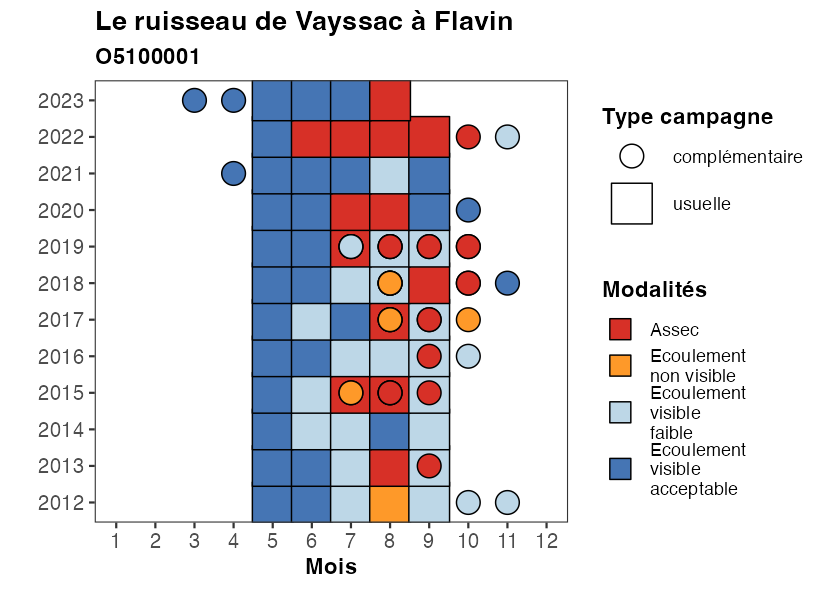 Le ruisseau de Vayssac à Flavin
O5100001
2023
2022
2021
2020
2019
2018
2017
2016
2015
2014
2013
2012
1 2 3 4 5 6 7 8 9 10 11 12
Mois
Type campagne
complémentaire
usuelle
Modalités
Assec
Ecoulement
non visible
Ecoulement
visible
faible
Ecoulement
visible
acceptable